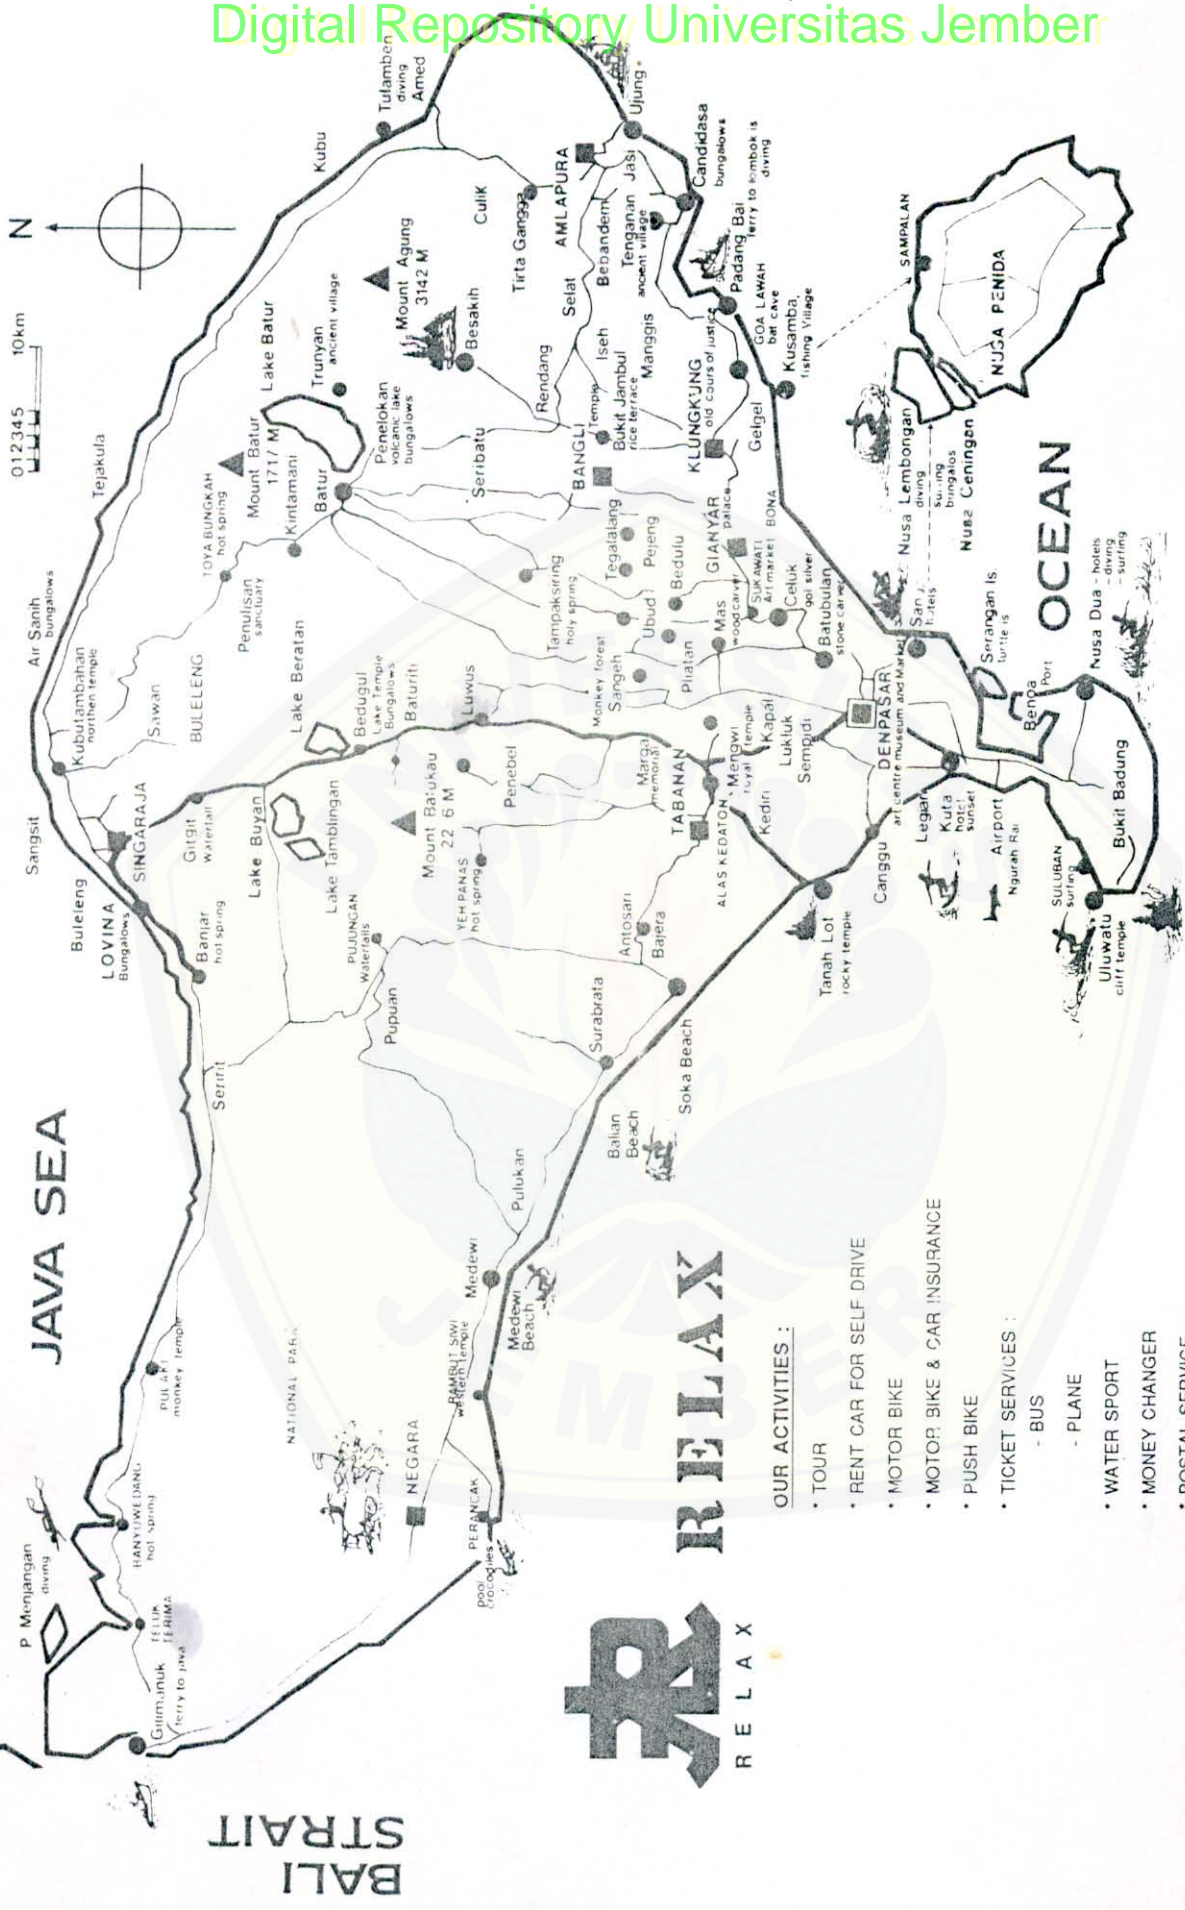 Digital Repository Universitas Jember
N
012345 10km
JAVA SEA
BALI
STRAIT
OCEAN
P Menjangan
diving
Gilimanuk
ferry to java
TELUK
TERIMA
hot spring
PULAKI
monkey temple
NATIONAL PARK
NEGARA
PERANCAK
pool
crocodiles
RAMBUT SIWI
western temple
Medewi
Medewi
Beach
Pulukan
Balian
Beach
Surabrata
Soka Beach
Antosari
Bajera
Pupuan
PUJUNGAN
Waterfalls
YEH PANAS
hot spring
Seririt
Banjar
hot spring
LOVINA
Bungalows
Buleleng
SINGARAJA
Sangsit
Gitgit
Waterfall
Lake Buyan
Lake Tamblingan
Mount Batukau
Kubutambahan
northen temple
Air Sanih
bungalows
Sawan
BULELENG
Lake Beratan
Bedugul
Lake Temple
Bungalows
Baturiti
Luwus
Penebel
Marga
memorial
TABANAN
ALAS KEDATON
Mengwi
royal temple
Kediri
Kapal
Lukluk
Sempidi
Tanah Lot
rocky temple
Canggu
Tejakula
TOYA BUNGKAH
hot spring
Penulisan
sanctuary
Mount Batur
Kintamani
Batur
Lake Batur
Trunyan
ancient village
Penelokan
volcanic lake
bungalows
Kubu
Tulamben
diving
Amed
Culik
Mount Agung
3142 M
Besakih
Tirta Gangga
AMLAPURA
Ujung
Jasi
Bebandem
Tenganan
ancient village
Candidasa
bungalows
Padang Bai
ferry to lombok is
diving
Selat
Iseh
Rendang
Manggis
Seribatu
BANGLI
Temple
Bukit Jambul
rice terrace
KLUNGKUNG
old cours of justice
GOA LAWAH
bat cave
Kusamba,
fishing Village
Gelgel
Tampaksiring
holy spring
Tegalalang
Pejeng
Bedulu
GIANYAR
palace
BONA
Monkey forest
Sangeh
Ubud
Pliatan
Mas
woodcarver
SUKAWATI
Art market
Celuk
Batubulan
stone carver
DENPASAR
art centre museum and Market
hotels
Serangan Is.
turtle is
Benoa
Port
Nusa Dua - hotels
- diving
- surfing
Legian
Kuta
hotel
sunset
Airport
Ngurah Rai
SULUBAN
surfing
Uluwatu
cliff temple
Bukit Badung
SAMPALAN
NUSA PENIDA
Nusa Lembongan
diving
Nusa Ceningan
RELAX
RELAX
OUR ACTIVITIES :
* TOUR
* RENT CAR FOR SELF DRIVE
* MOTOR BIKE
* MOTOR BIKE & CAR INSURANCE
* PUSH BIKE
* TICKET SERVICES :
- BUS
- PLANE
* WATER SPORT
* MONEY CHANGER
* POSTAL SERVICE